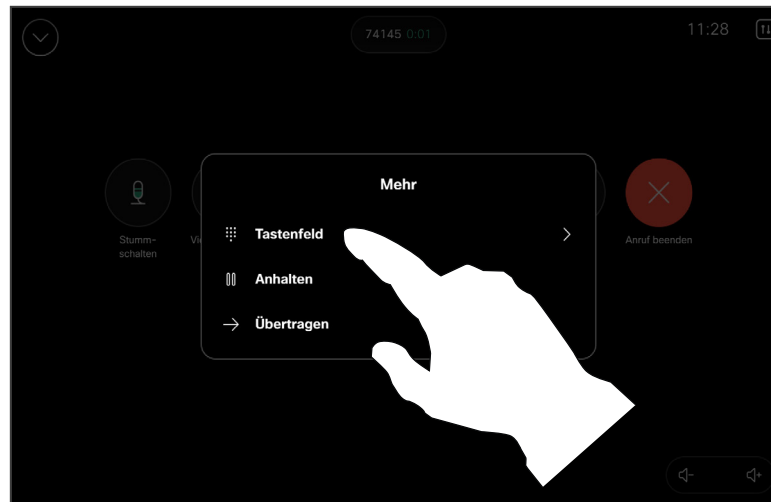 74145 0:01
11:28
Mehr
Tastenfeld
Anhalten
Übertragen
Stumm-
schalten
Anruf beenden